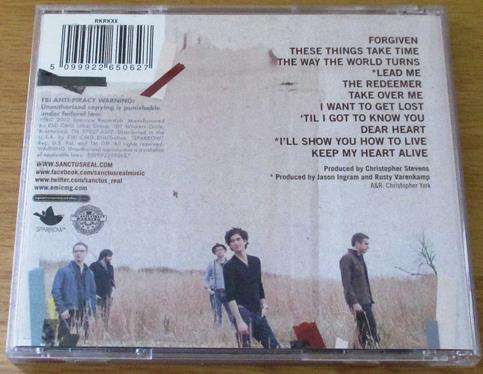 RKRKXE
5 099922 650627
FORGIVEN
THESE THINGS TAKE TIME
THE WAY THE WORLD TURNS
*LEAD ME
THE REDEEMER
TAKE OVER ME
I WANT TO GET LOST
'TIL I GOT TO KNOW YOU
DEAR HEART
*I'LL SHOW YOU HOW TO LIVE
KEEP MY HEART ALIVE
Produced by Christopher Stevens
* Produced by Jason Ingram and Rusty Varenkamp
A&R: Christopher York
FBI ANTI-PIRACY WARNING:
Unauthorized copying is punishable
under federal law.
WWW.SANCTUSREAL.COM
www.facebook.com/sanctusrealmusic
www.twitter.com/sanctus_real
www.emicmg.com
SPARROW